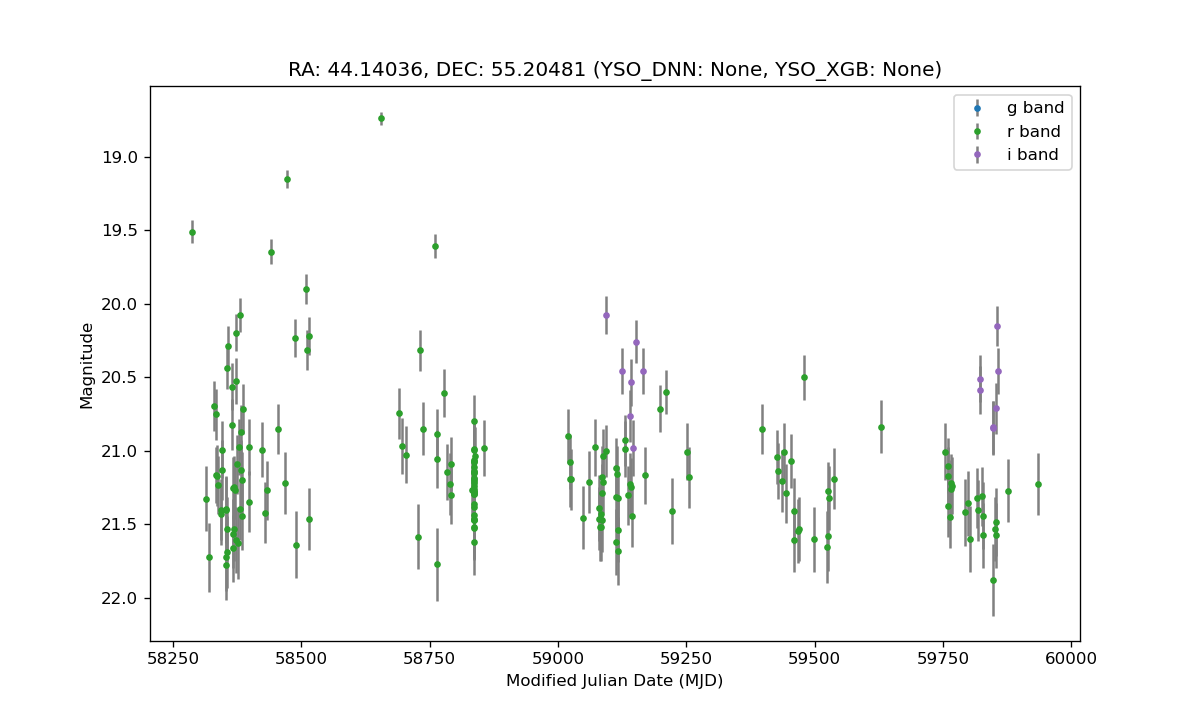 RA: 44.14036, DEC: 55.20481 (YSO_DNN: None, YSO_XGB: None)
g band
r band
i band
19.0
19.5
20.0
20.5
21.0
21.5
22.0
Magnitude
58250 58500 58750 59000 59250 59500 59750 60000
Modified Julian Date (MJD)